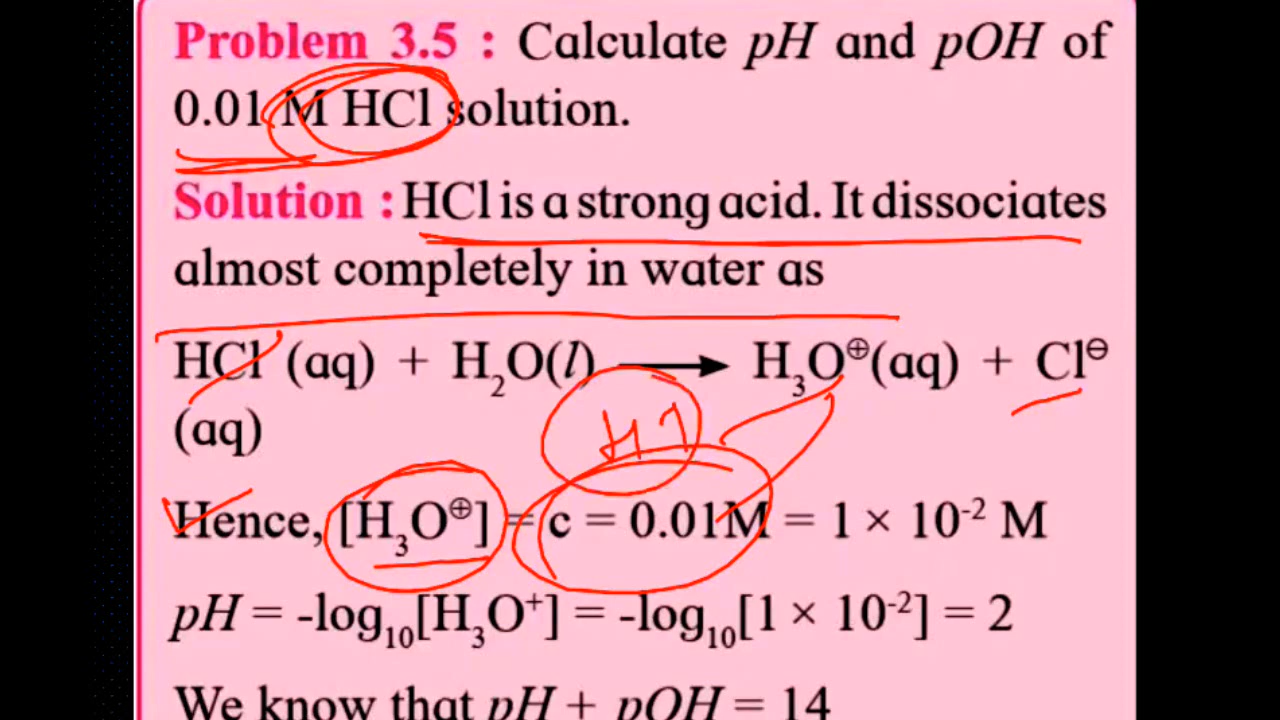 Problem 3.5 : Calculate pH and pOH of
0.01 M HCl solution.
Solution : HCl is a strong acid. It dissociates
almost completely in water as
HCl (aq) + H₂O(l) ⟶ H₃O⊕(aq) + Cl⊖
(aq)
Hence, [H₃O⊕] = c = 0.01M = 1 × 10⁻² M
pH = -log₁₀[H₃O⁺] = -log₁₀[1 × 10⁻²] = 2
We know that pH + pOH = 14